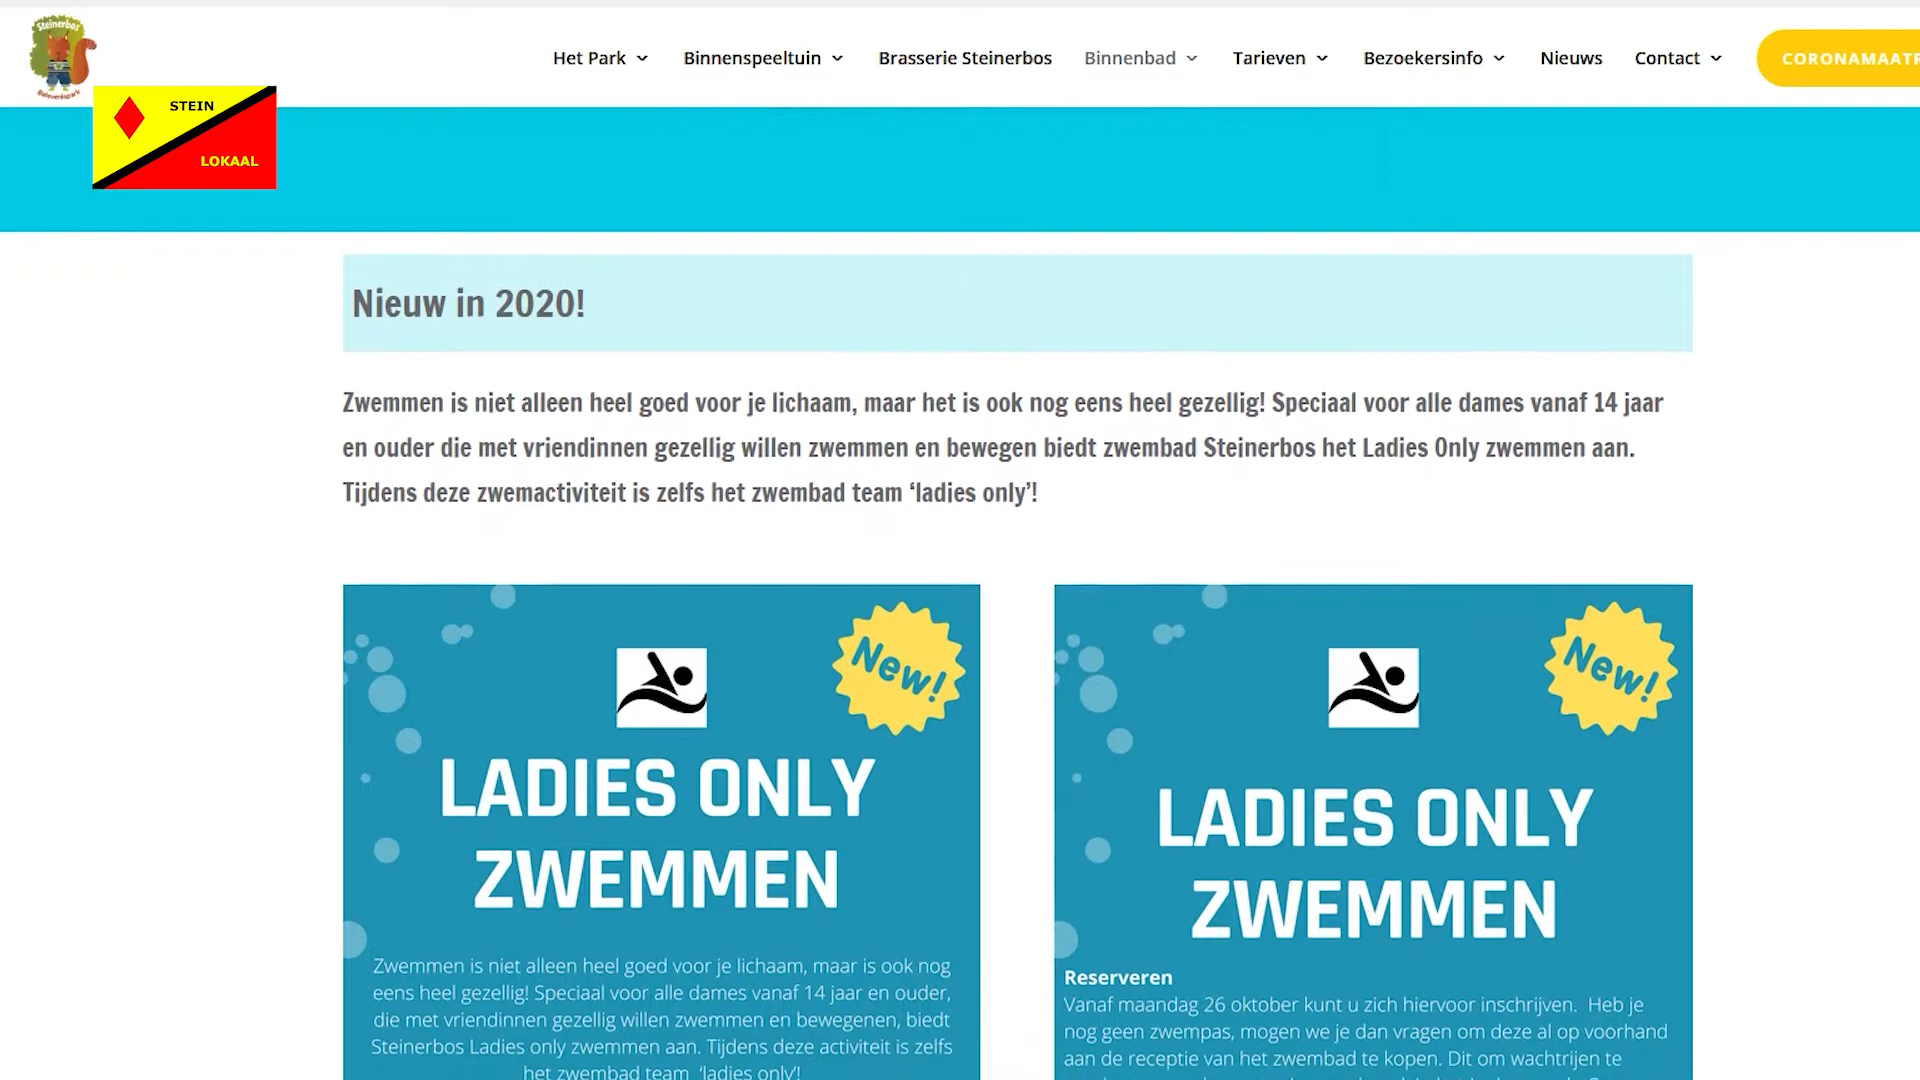 Steinerbos
Belevenispark
Het Park
Binnenspeeltuin
Brasserie Steinerbos
Binnenbad
Tarieven
Bezoekersinfo
Nieuws
Contact
STEIN
LOKAAL
Nieuw in 2020!
Zwemmen is niet alleen heel goed voor je lichaam, maar het is ook nog eens heel gezellig! Speciaal voor alle dames vanaf 14 jaar
en ouder die met vriendinnen gezellig willen zwemmen en bewegen biedt zwembad Steinerbos het Ladies Only zwemmen aan.
Tijdens deze zwemactiviteit is zelfs het zwembad team ‘ladies only’!
New!
LADIES ONLY
ZWEMMEN
Zwemmen is niet alleen heel goed voor je lichaam, maar is ook nog
eens heel gezellig! Speciaal voor alle dames vanaf 14 jaar en ouder,
die met vriendinnen gezellig willen zwemmen en bewegenen, biedt
Steinerbos Ladies only zwemmen aan. Tijdens deze activiteit is zelfs
het zwembad team ‘ladies only’!
New!
LADIES ONLY
ZWEMMEN
Reserveren
Vanaf maandag 26 oktober kunt u zich hiervoor inschrijven. Heb je
nog geen zwempas, mogen we je dan vragen om deze al op voorhand
aan de receptie van het zwembad te kopen. Dit om wachtrijen te